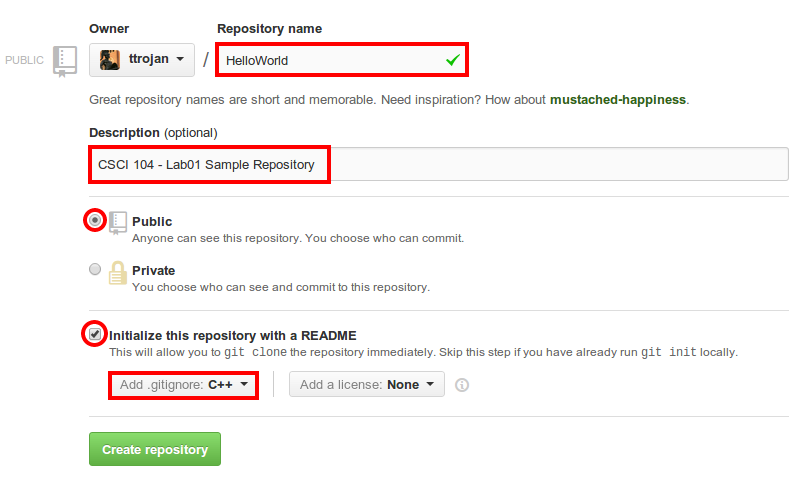 Owner Repository name
PUBLIC ttrojan / HelloWorld
Great repository names are short and memorable. Need inspiration? How about mustached-happiness.
Description (optional)
CSCI 104 - Lab01 Sample Repository
Public
Anyone can see this repository. You choose who can commit.
Private
You choose who can see and commit to this repository.
Initialize this repository with a README
This will allow you to git clone the repository immediately. Skip this step if you have already run git init locally.
Add .gitignore: C++ Add a license: None
Create repository